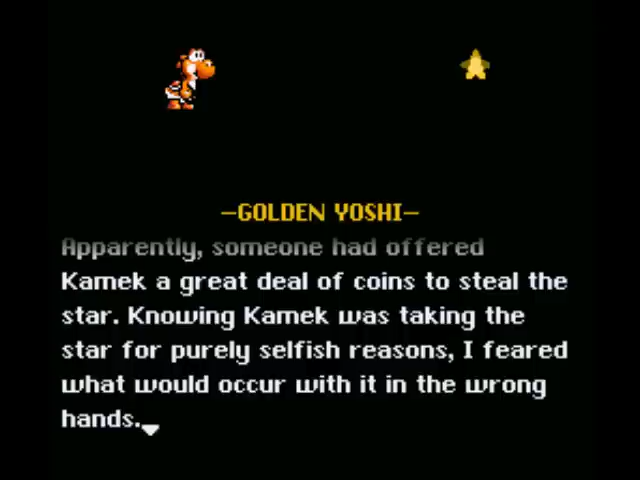 —GOLDEN YOSHI—
Apparently, someone had offered
Kamek a great deal of coins to steal the
star. Knowing Kamek was taking the
star for purely selfish reasons, I feared
what would occur with it in the wrong
hands.